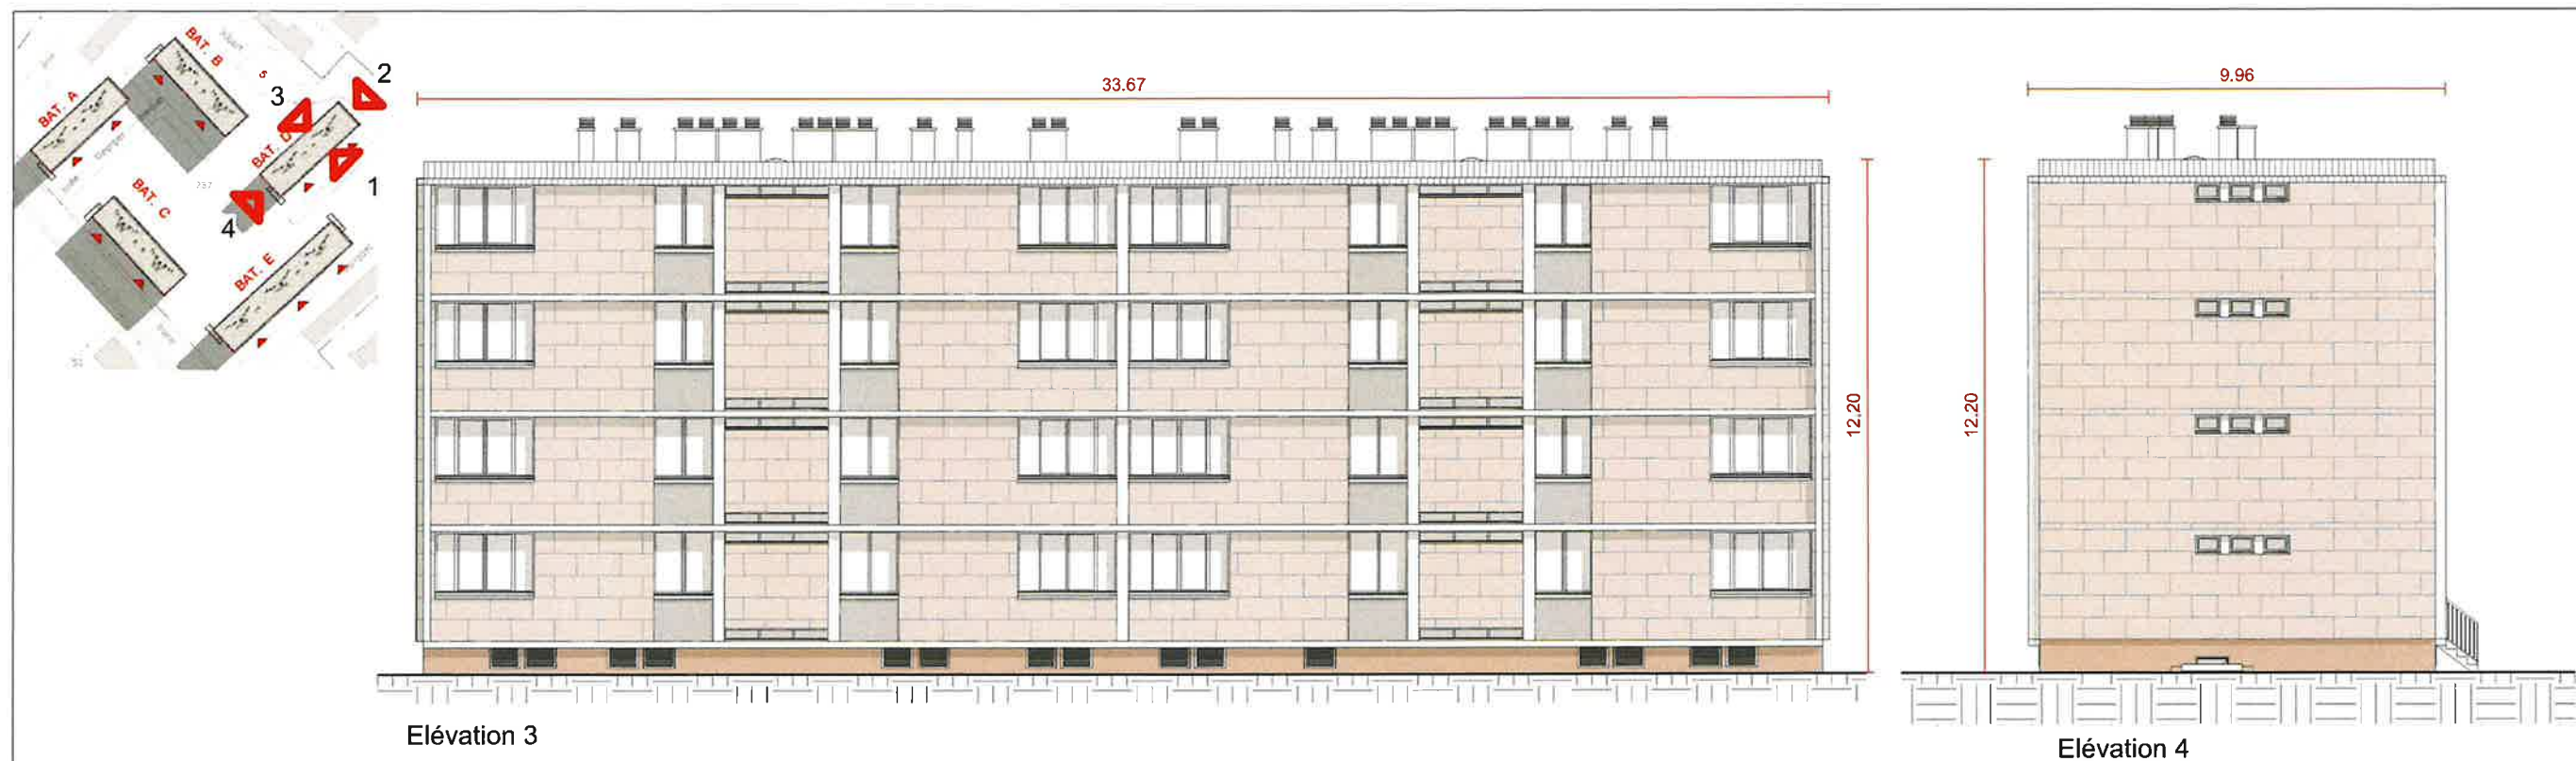 BAT. B
BAT. A
BAT. D
BAT. C
BAT. E
2
3
1
4
5
33.67
9.96
12.20
12.20
Elévation 3
Elévation 4